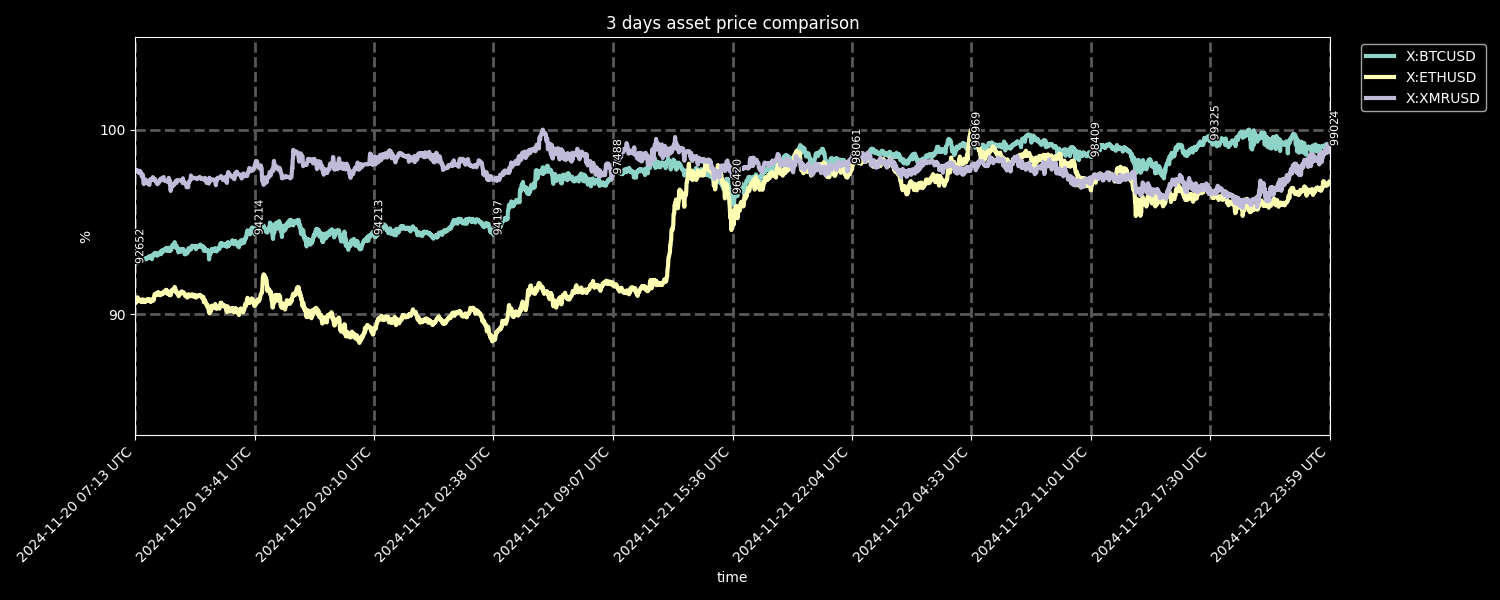 3 days asset price comparison
X:BTCUSD
X:ETHUSD
X:XMRUSD
100
90
%
92652
94214
94213
94197
97488
96420
98061
98969
98409
99325
99024
2024-11-20 07:13 UTC
2024-11-20 13:41 UTC
2024-11-20 20:10 UTC
2024-11-21 02:38 UTC
2024-11-21 09:07 UTC
2024-11-21 15:36 UTC
2024-11-21 22:04 UTC
2024-11-22 04:33 UTC
2024-11-22 11:01 UTC
2024-11-22 17:30 UTC
2024-11-22 23:59 UTC
time